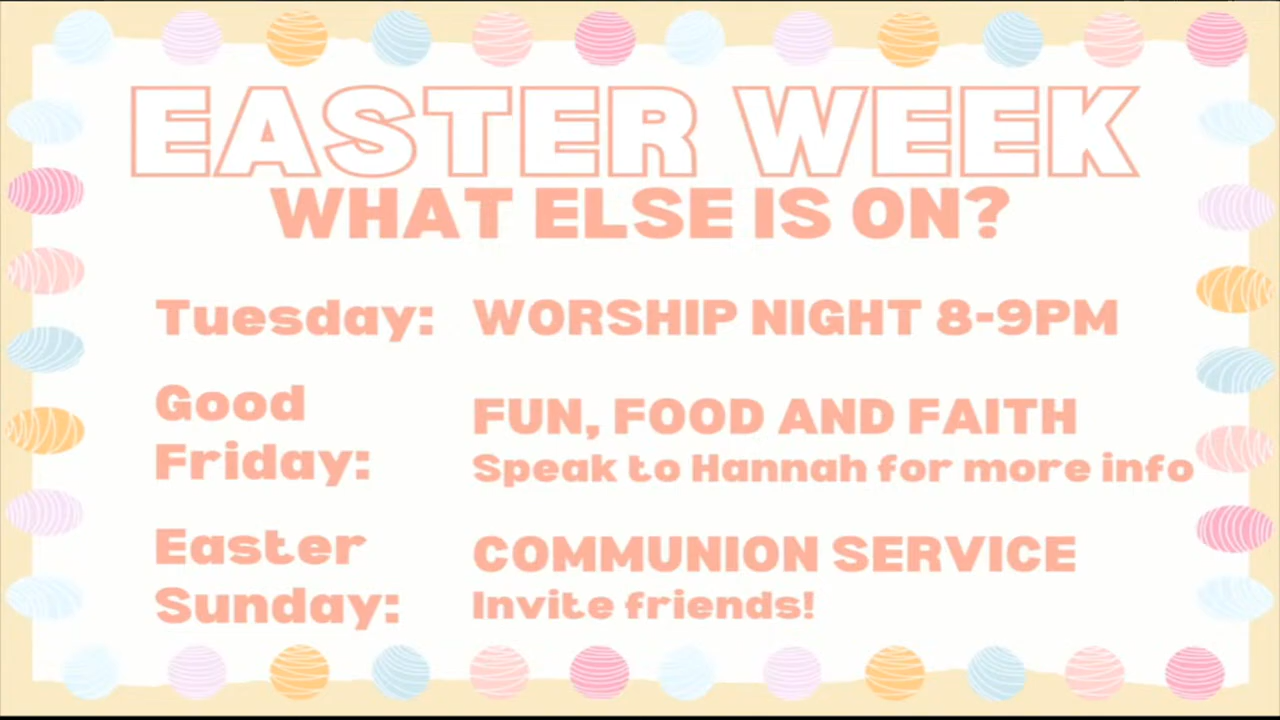 EASTER WEEK
WHAT ELSE IS ON?
Tuesday: WORSHIP NIGHT 8-9PM
Good
Friday:
FUN, FOOD AND FAITH
Speak to Hannah for more info
Easter
Sunday:
COMMUNION SERVICE
Invite friends!